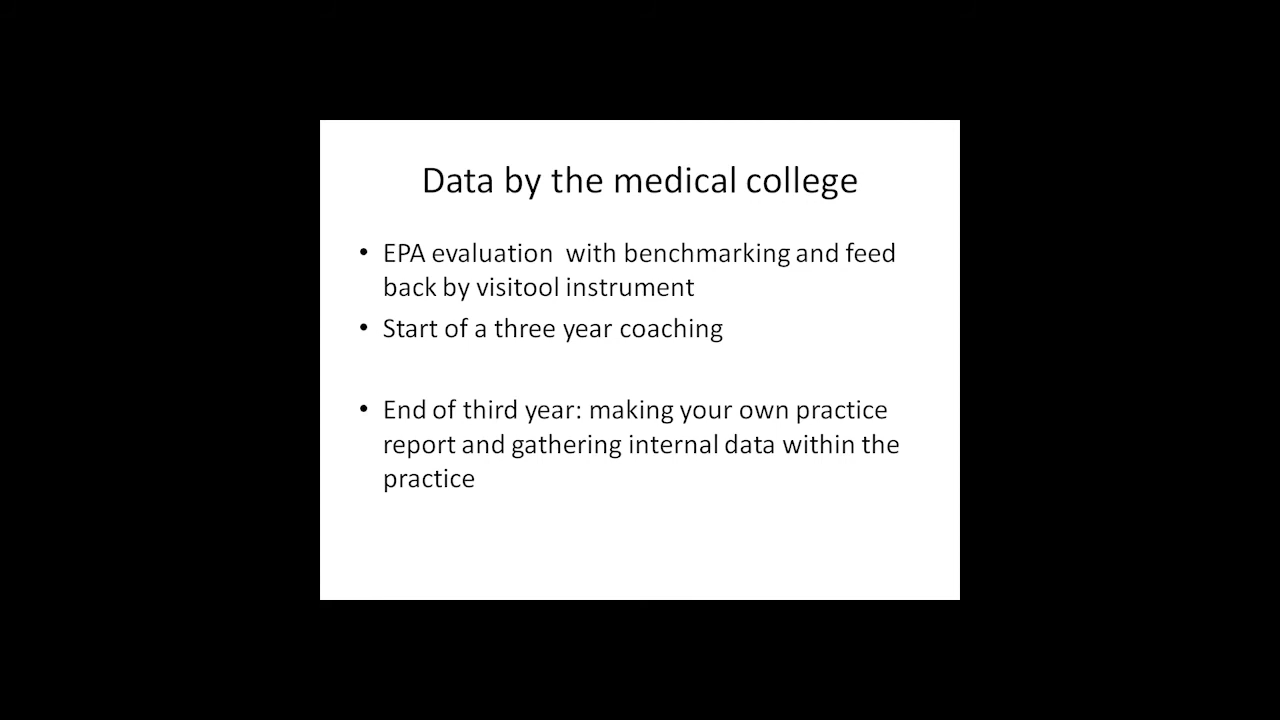 Data by the medical college
• EPA evaluation  with benchmarking and feed
back by visitool instrument
• Start of a three year coaching
• End of third year: making your own practice
report and gathering internal data within the
practice